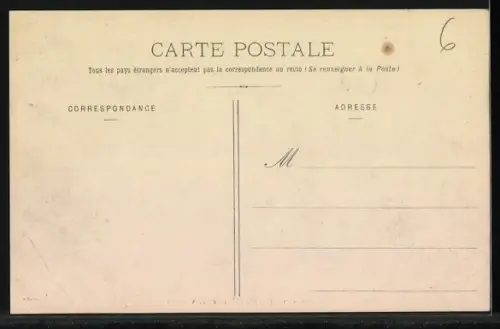 CARTE POSTALE
6
Tous les pays étrangers n'acceptent pas la correspondance au recto (Se renseigner à la Poste)
CORRESPONDANCE
ADRESSE
M